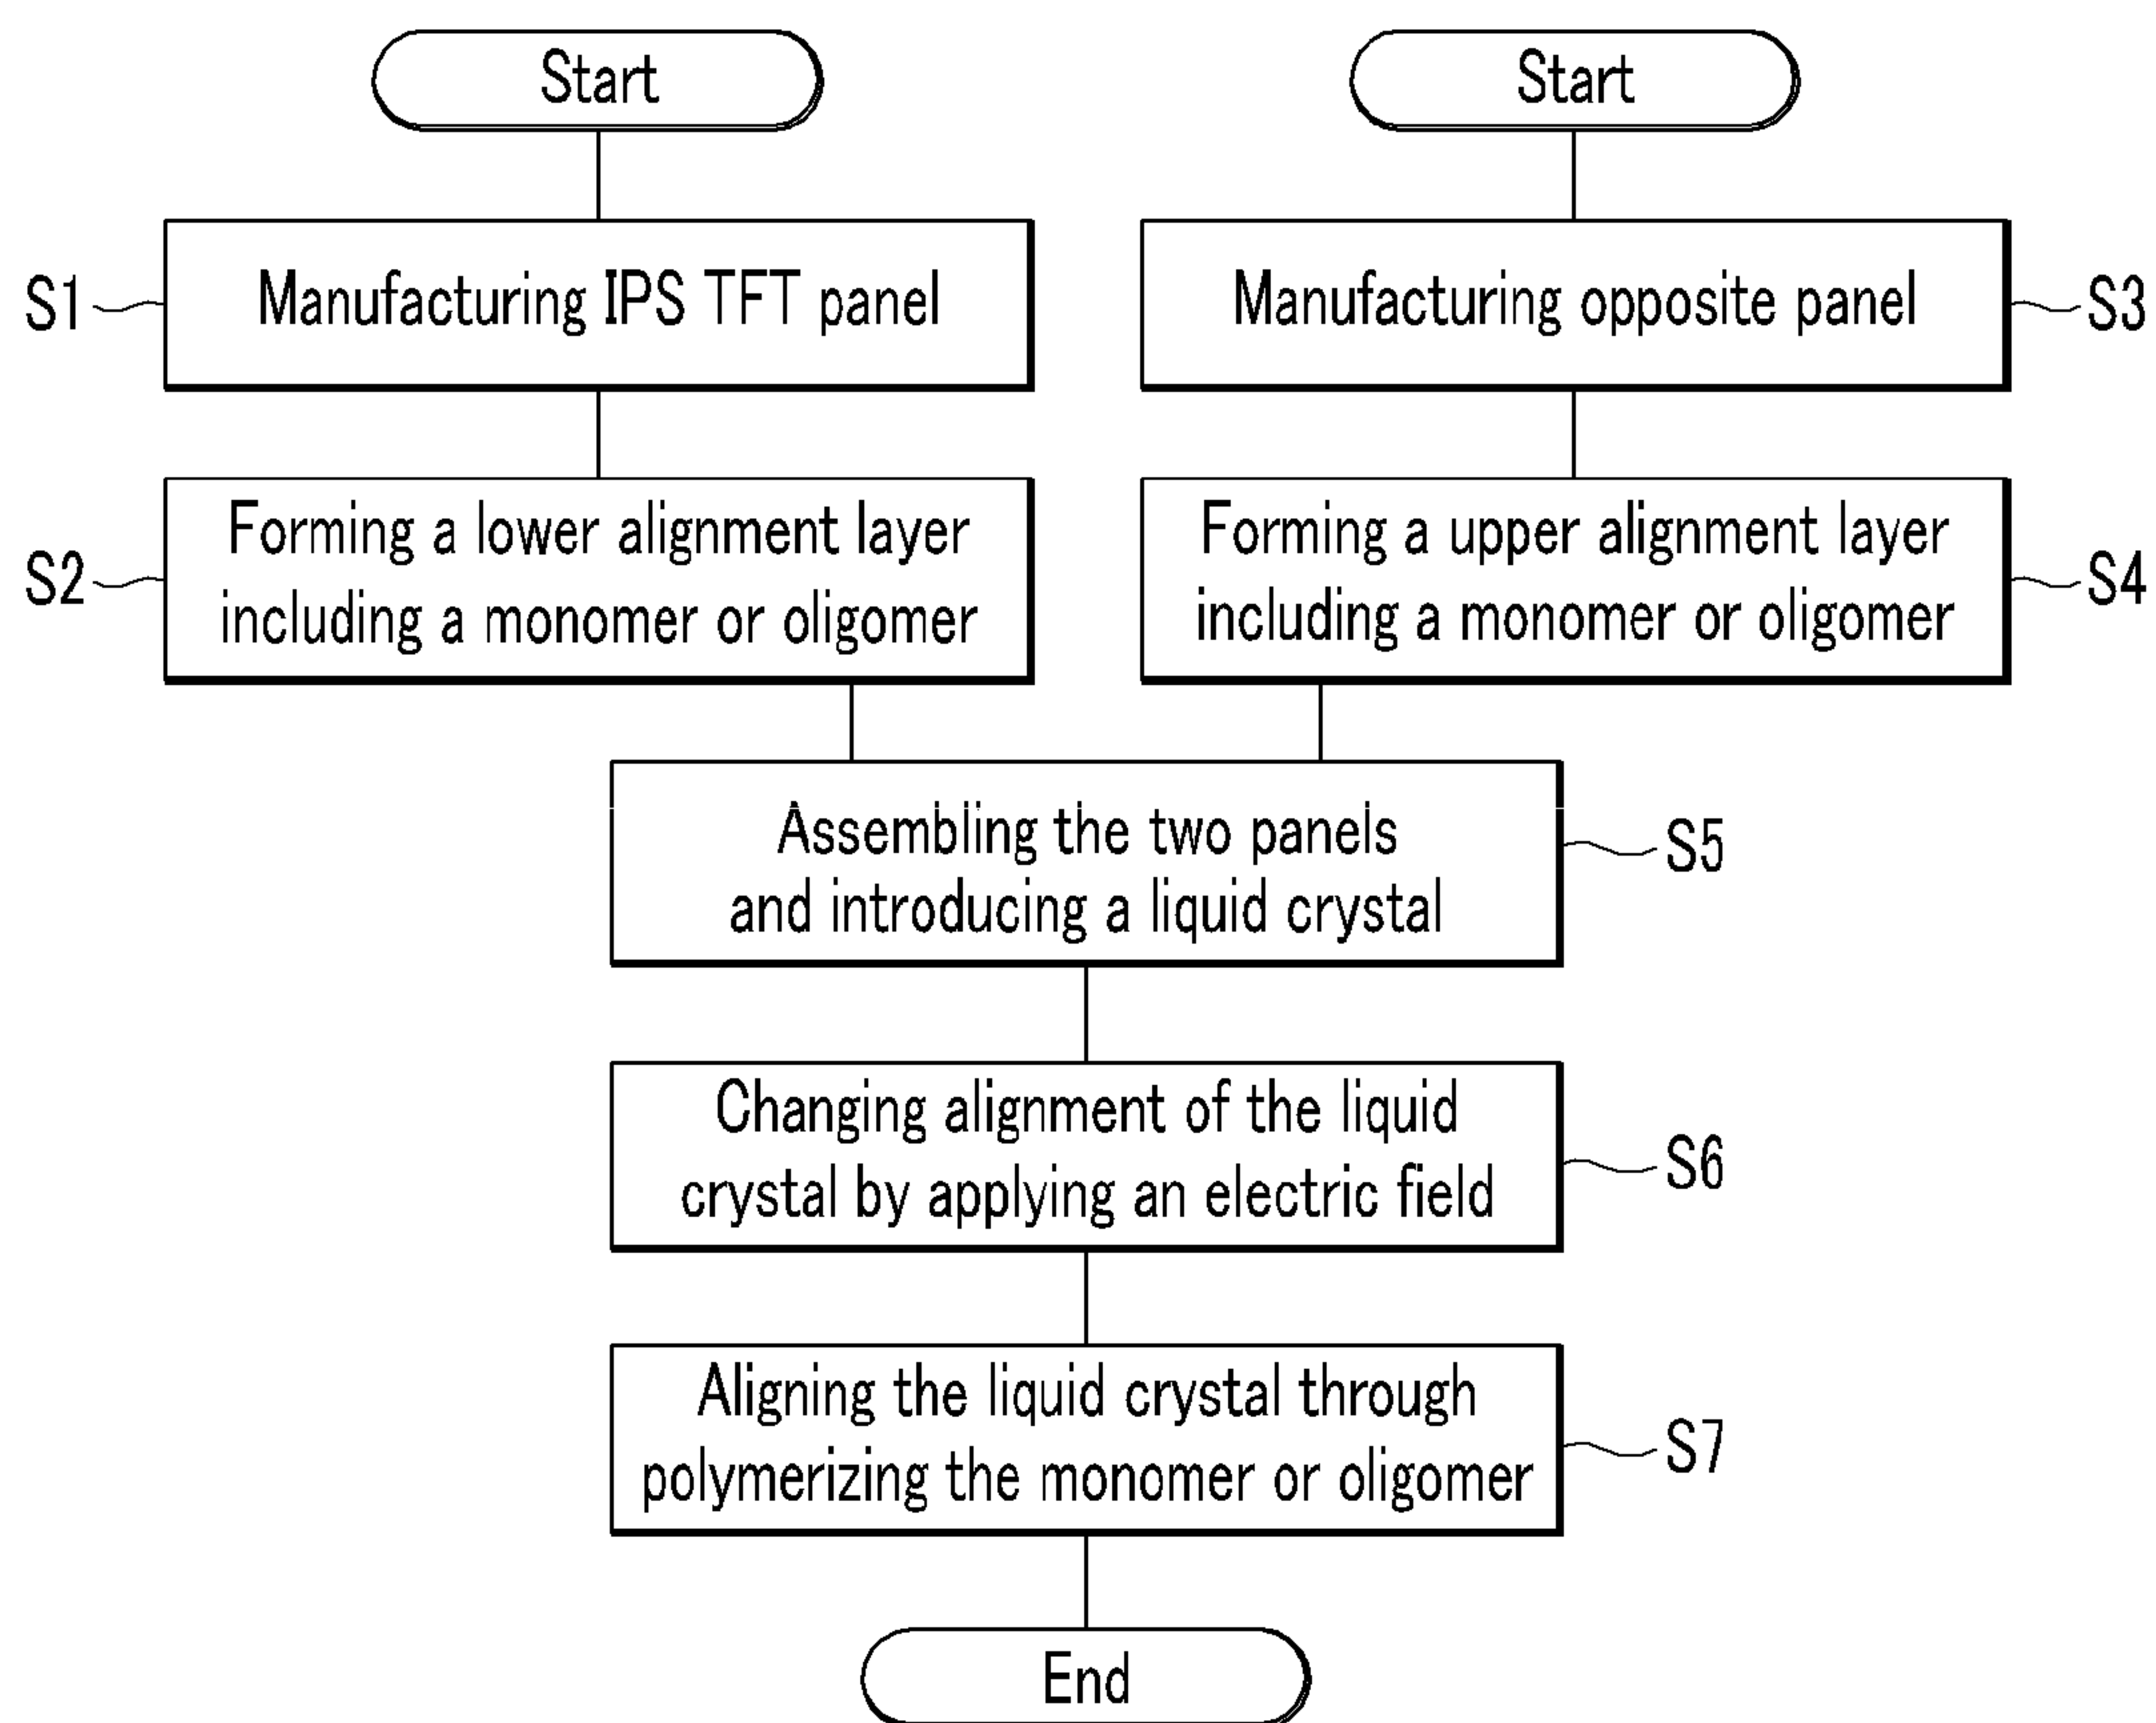 Start
Start
S1
Manufacturing IPS TFT panel
Manufacturing opposite panel
S3
S2
Forming a lower alignment layer
including a monomer or oligomer
Forming a upper alignment layer
including a monomer or oligomer
S4
Assembling the two panels
and introducing a liquid crystal
S5
Changing alignment of the liquid
crystal by applying an electric field
S6
Aligning the liquid crystal through
polymerizing the monomer or oligomer
S7
End